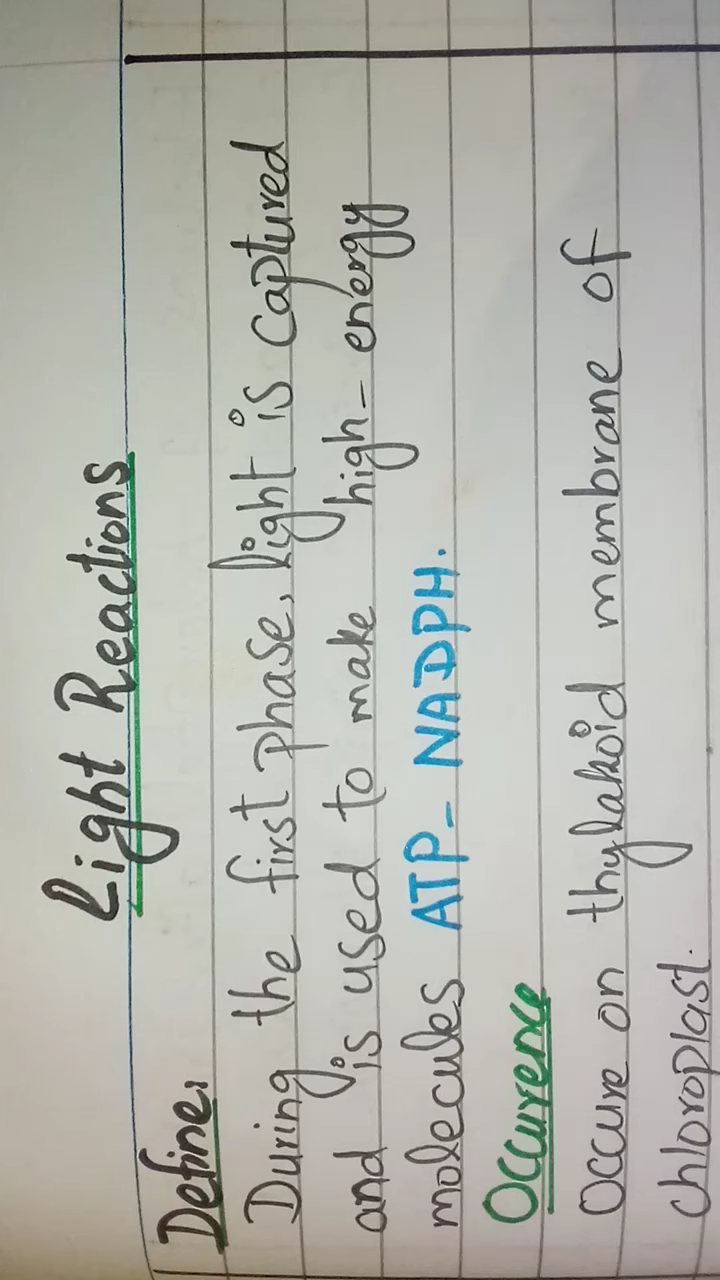 Light Reactions
Define:
During the first phase, light is captured
and is used to make high-energy
molecules ATP-NADPH.
Occurence
Occure on thylakoid membrane of
chloroplast.